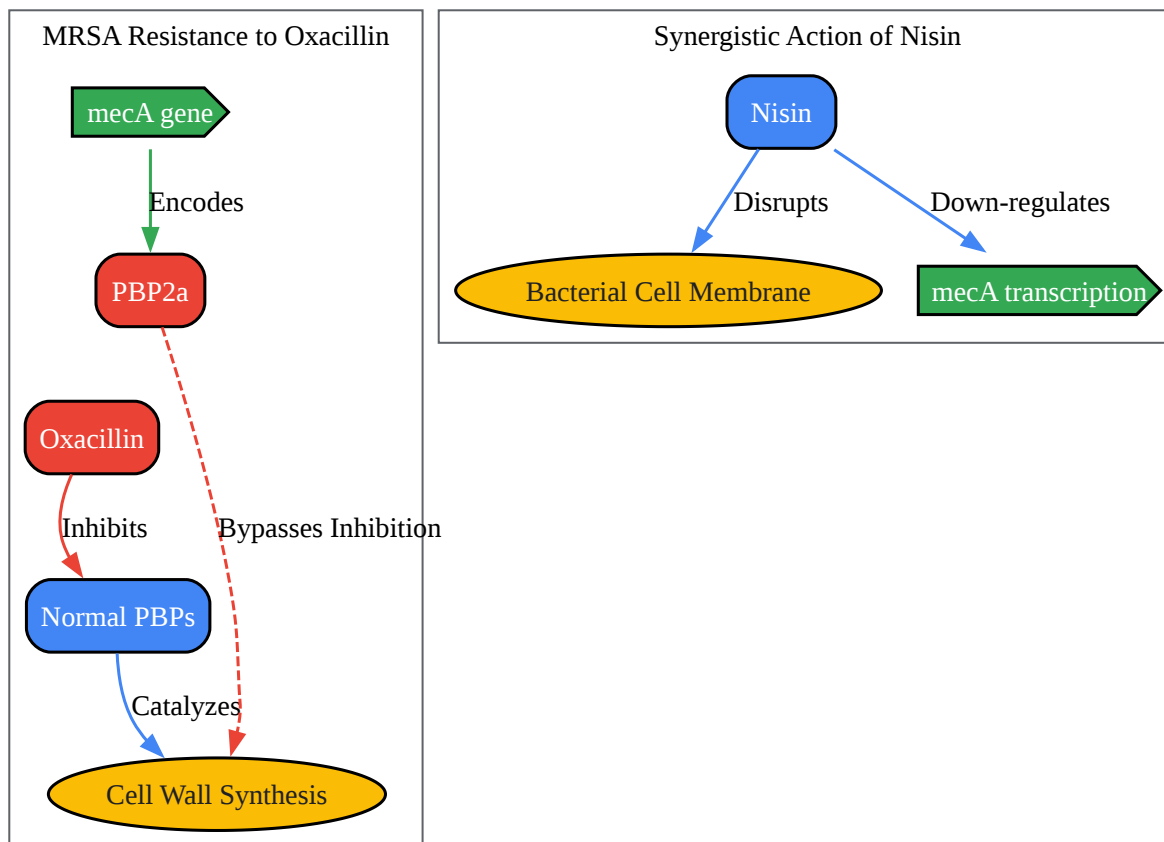 MRSA Resistance to Oxacillin
mecA gene
Encodes
PBP2a
Oxacillin
Inhibits
Bypasses Inhibition
Normal PBPs
Catalyzes
Cell Wall Synthesis
Synergistic Action of Nisin
Nisin
Disrupts
Down-regulates
Bacterial Cell Membrane
mecA transcription